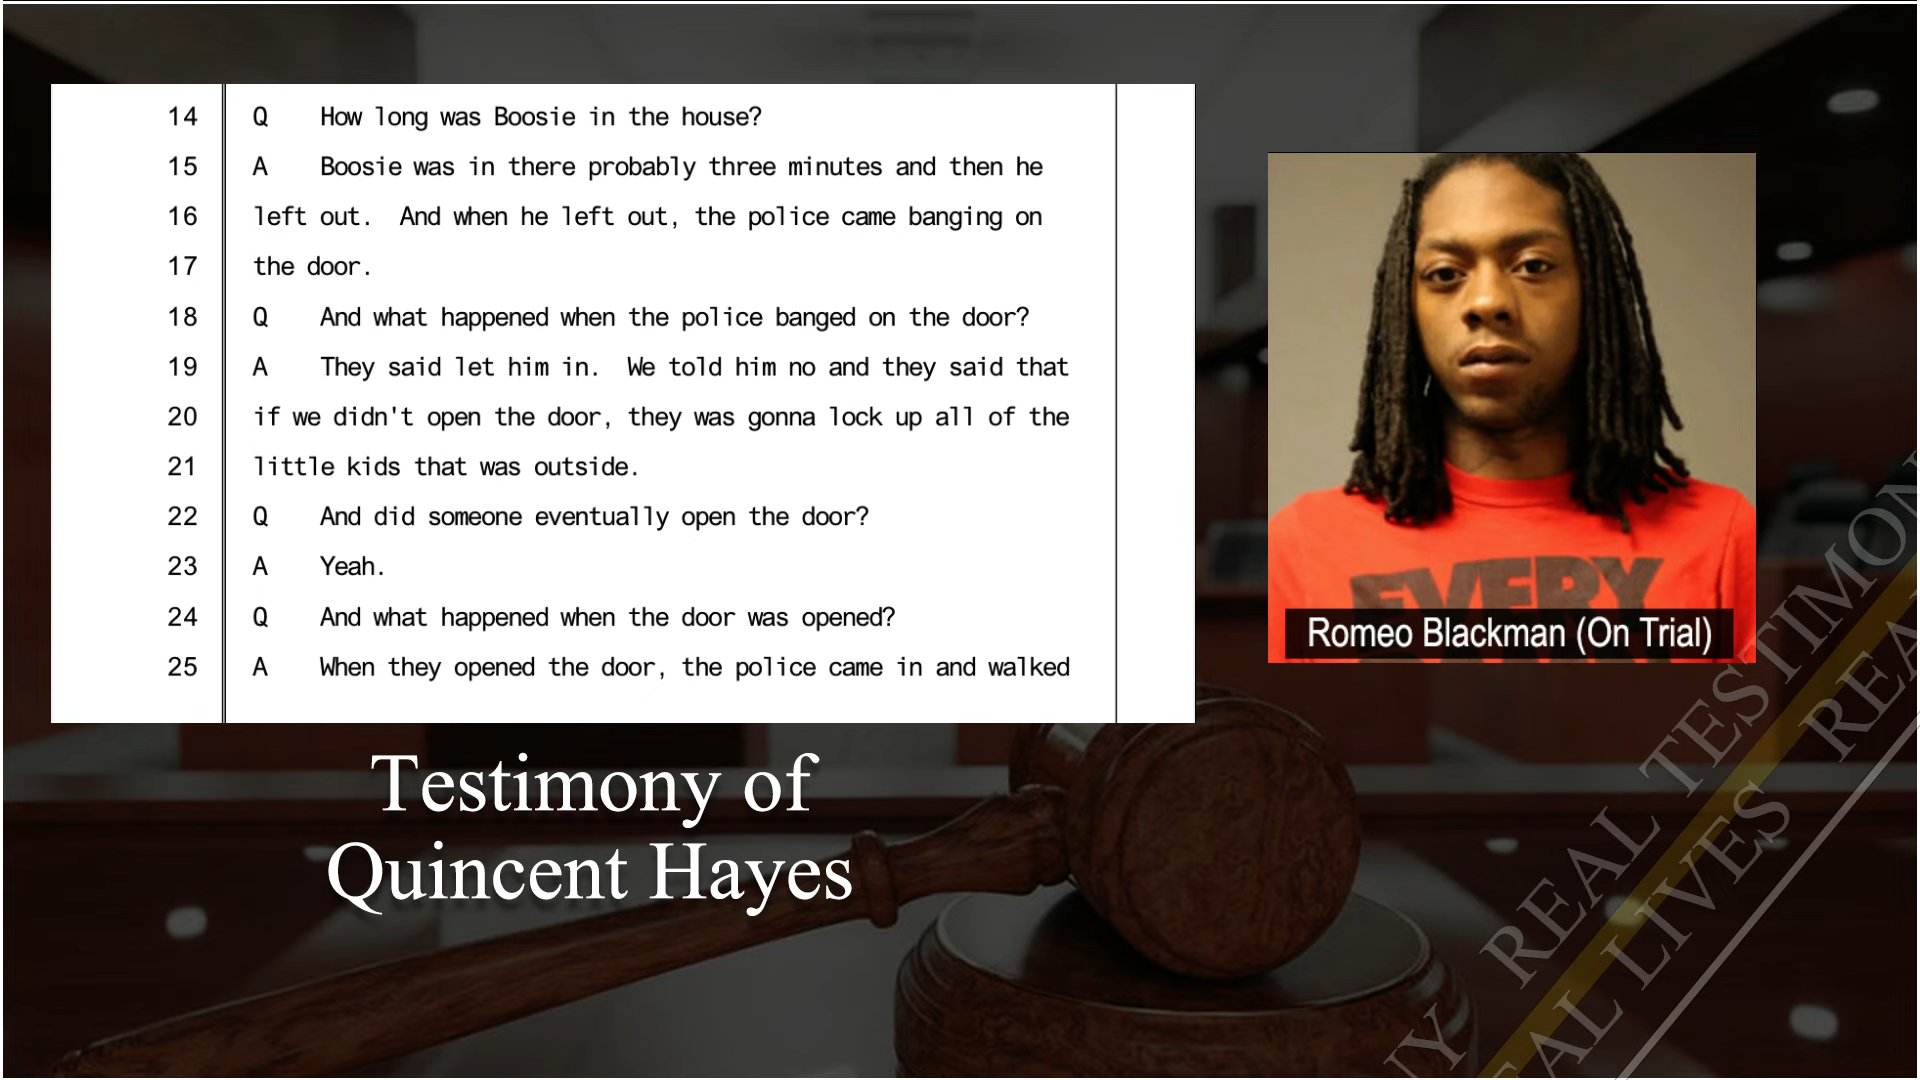 14 Q How long was Boosie in the house?
15 A Boosie was in there probably three minutes and then he
16 left out. And when he left out, the police came banging on
17 the door.
18 Q And what happened when the police banged on the door?
19 A They said let him in. We told him no and they said that
20 if we didn't open the door, they was gonna lock up all of the
21 little kids that was outside.
22 Q And did someone eventually open the door?
23 A Yeah.
24 Q And what happened when the door was opened?
25 A When they opened the door, the police came in and walked
EVERY
Romeo Blackman (On Trial)
Testimony of
Quincent Hayes
REAL TESTIMON
REAL LIVES REA